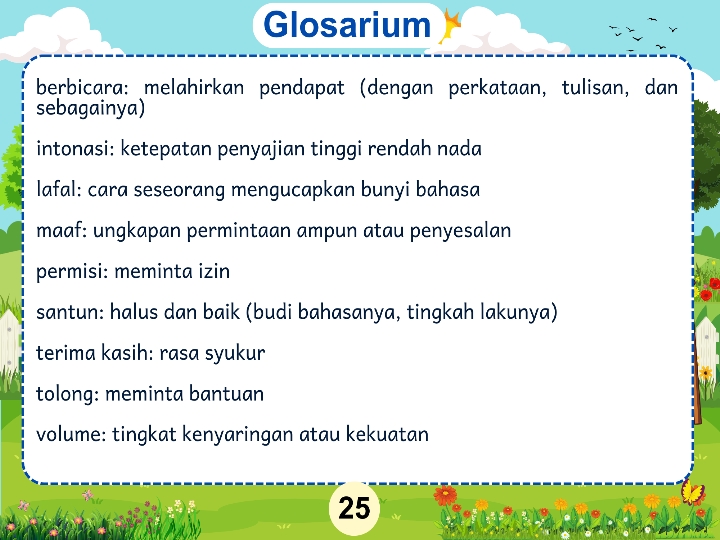 Glosarium
berbicara: melahirkan pendapat (dengan perkataan, tulisan, dan
sebagainya)
intonasi: ketepatan penyajian tinggi rendah nada
lafal: cara seseorang mengucapkan bunyi bahasa
maaf: ungkapan permintaan ampun atau penyesalan
permisi: meminta izin
santun: halus dan baik (budi bahasanya, tingkah lakunya)
terima kasih: rasa syukur
tolong: meminta bantuan
volume: tingkat kenyaringan atau kekuatan
25